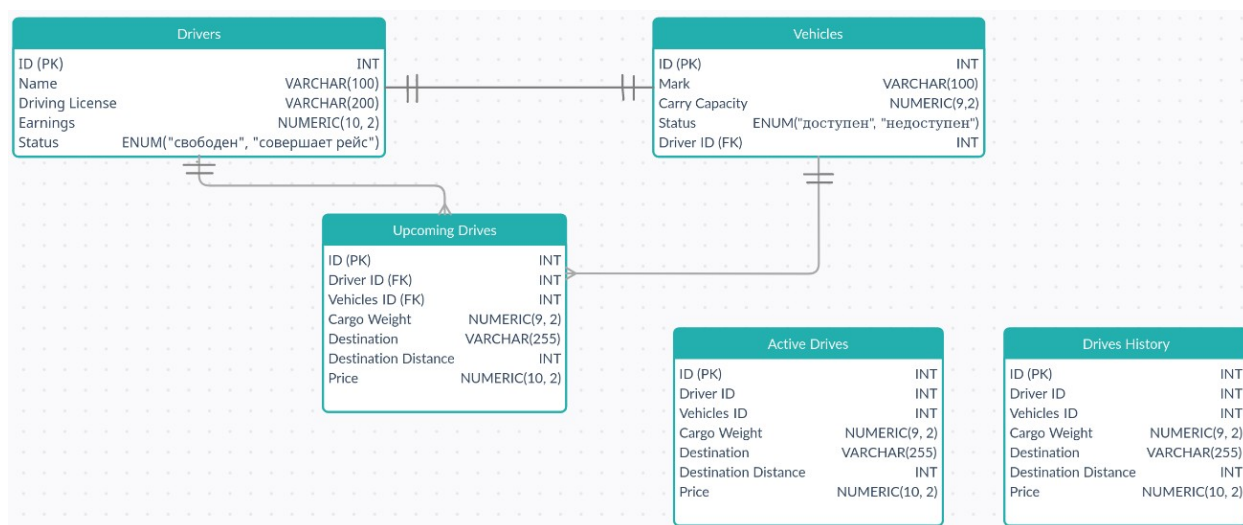 Drivers
ID (PK) INT
Name VARCHAR(100)
Driving License VARCHAR(200)
Earnings NUMERIC(10, 2)
Status ENUM("свободен", "совершает рейс")
Vehicles
ID (PK) INT
Mark VARCHAR(100)
Carry Capacity NUMERIC(9,2)
Status ENUM("доступен", "недоступен")
Driver ID (FK) INT
Upcoming Drives
ID (PK) INT
Driver ID (FK) INT
Vehicles ID (FK) INT
Cargo Weight NUMERIC(9, 2)
Destination VARCHAR(255)
Destination Distance INT
Price NUMERIC(10, 2)
Active Drives
ID (PK) INT
Driver ID INT
Vehicles ID INT
Cargo Weight NUMERIC(9, 2)
Destination VARCHAR(255)
Destination Distance INT
Price NUMERIC(10, 2)
Drives History
ID (PK) INT
Driver ID INT
Vehicles ID INT
Cargo Weight NUMERIC(9, 2)
Destination VARCHAR(255)
Destination Distance INT
Price NUMERIC(10, 2)